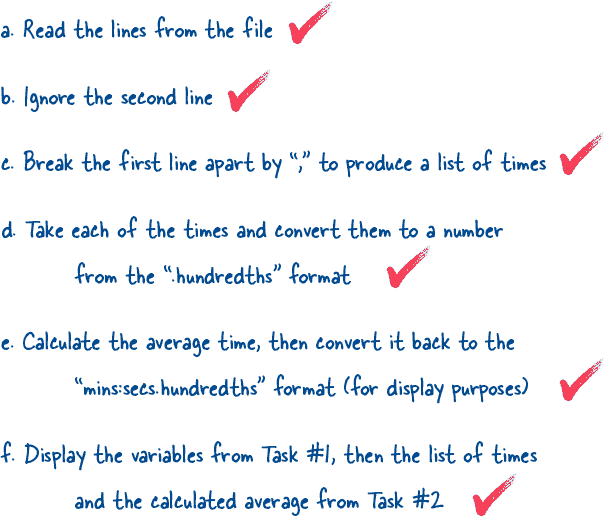 a. Read the lines from the file
b. Ignore the second line
c. Break the first line apart by “,” to produce a list of times
d. Take each of the times and convert them to a number
from the “.hundredths” format
e. Calculate the average time, then convert it back to the
“mins:secs.hundredths” format (for display purposes)
f. Display the variables from Task #1, then the list of times
and the calculated average from Task #2